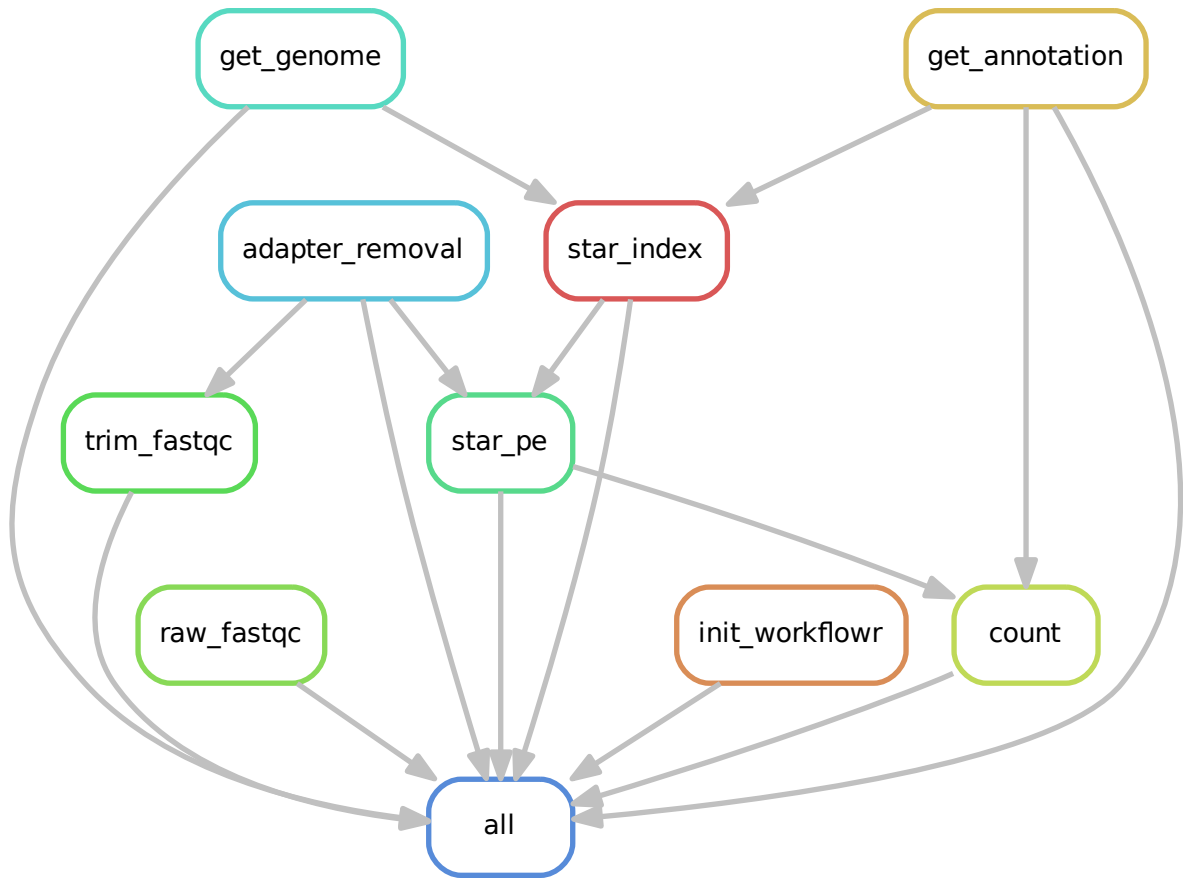 get_genome
get_annotation
adapter_removal
star_index
trim_fastqc
star_pe
raw_fastqc
init_workflowr
count
all